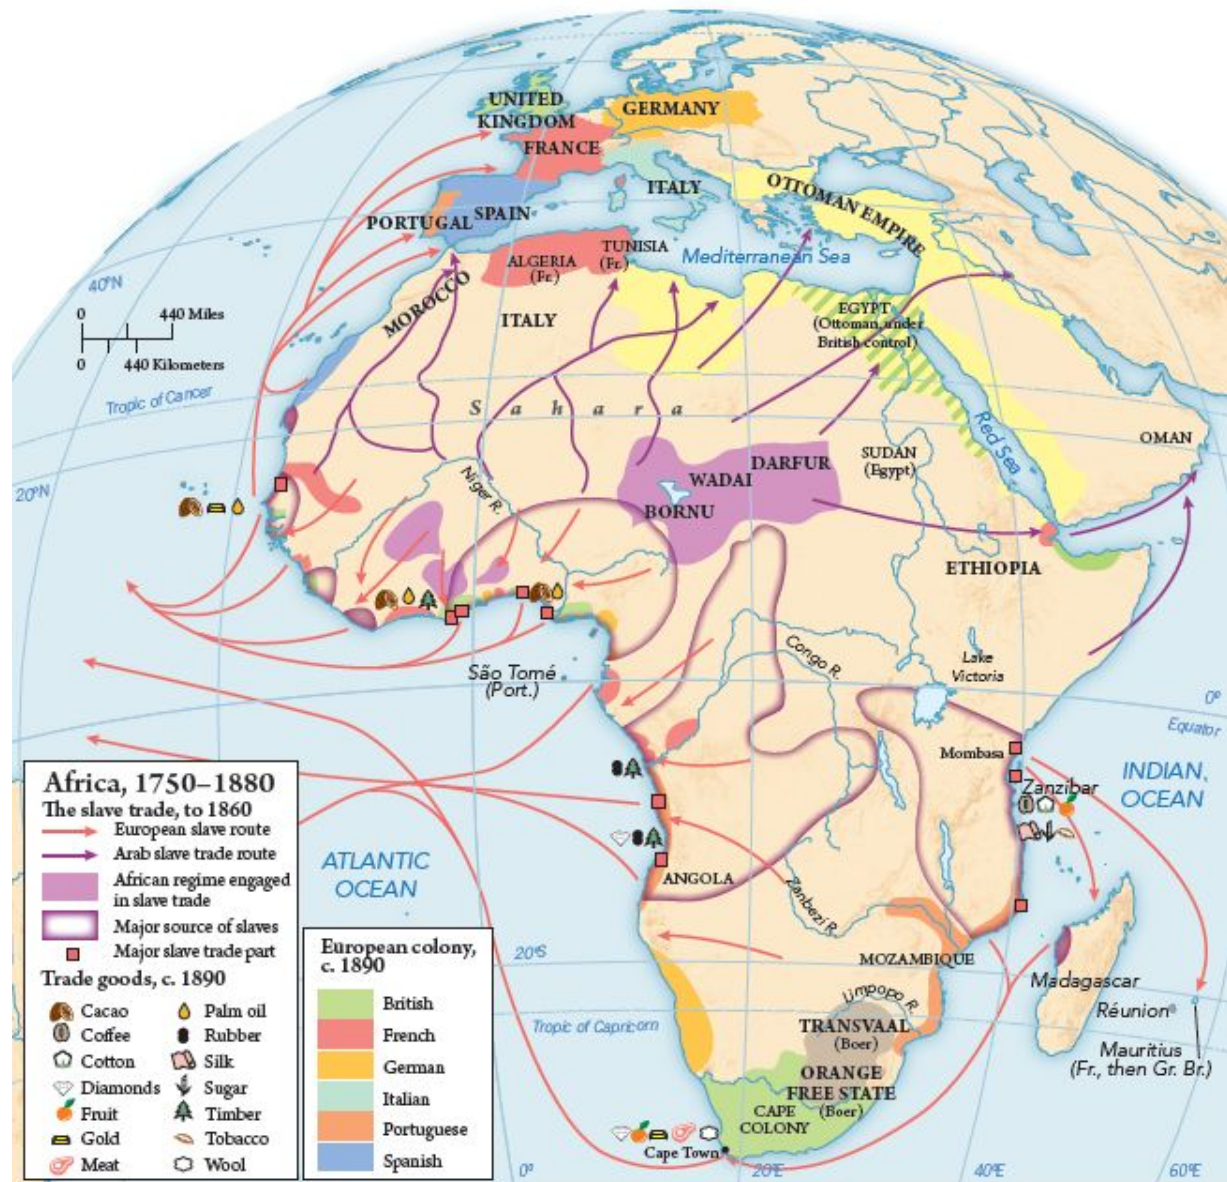 UNITED
KINGDOM
GERMANY
FRANCE
ITALY
OTTOMAN EMPIRE
PORTUGAL
SPAIN
TUNISIA
(Fr.)
ALGERIA
(Fr.)
Mediterranean Sea
40°N
MOROCCO
0 440 Miles
0 440 Kilometers
ITALY
EGYPT
(Ottoman, under
British control)
Tropic of Cancer
Sahara
Red Sea
OMAN
20°N
Niger R.
DARFUR
WADAI
BORNU
SUDAN
(Egypt)
ETHIOPIA
São Tomé
(Port.)
Congo R.
Lake
Victoria
0°
Equator
Mombasa
INDIAN,
OCEAN
Zanzibar
ATLANTIC
OCEAN
ANGOLA
Zanbezi R.
20°S
MOZAMBIQUE
Madagascar
Limpopo R.
Réunion
Tropic of Capricorn
TRANSVAAL
(Boer)
Mauritius
(Fr., then Gr. Br.)
ORANGE
FREE STATE
(Boer)
CAPE
COLONY
Cape Town
0°
20°E
40°E
60°E
Africa, 1750–1880
The slave trade, to 1860
European slave route
Arab slave trade route
African regime engaged
in slave trade
Major source of slaves
Major slave trade part
Trade goods, c. 1890
Cacao
Palm oil
Coffee
Rubber
Cotton
Silk
Diamonds
Sugar
Fruit
Timber
Gold
Tobacco
Meat
Wool
European colony,
c. 1890
British
French
German
Italian
Portuguese
Spanish